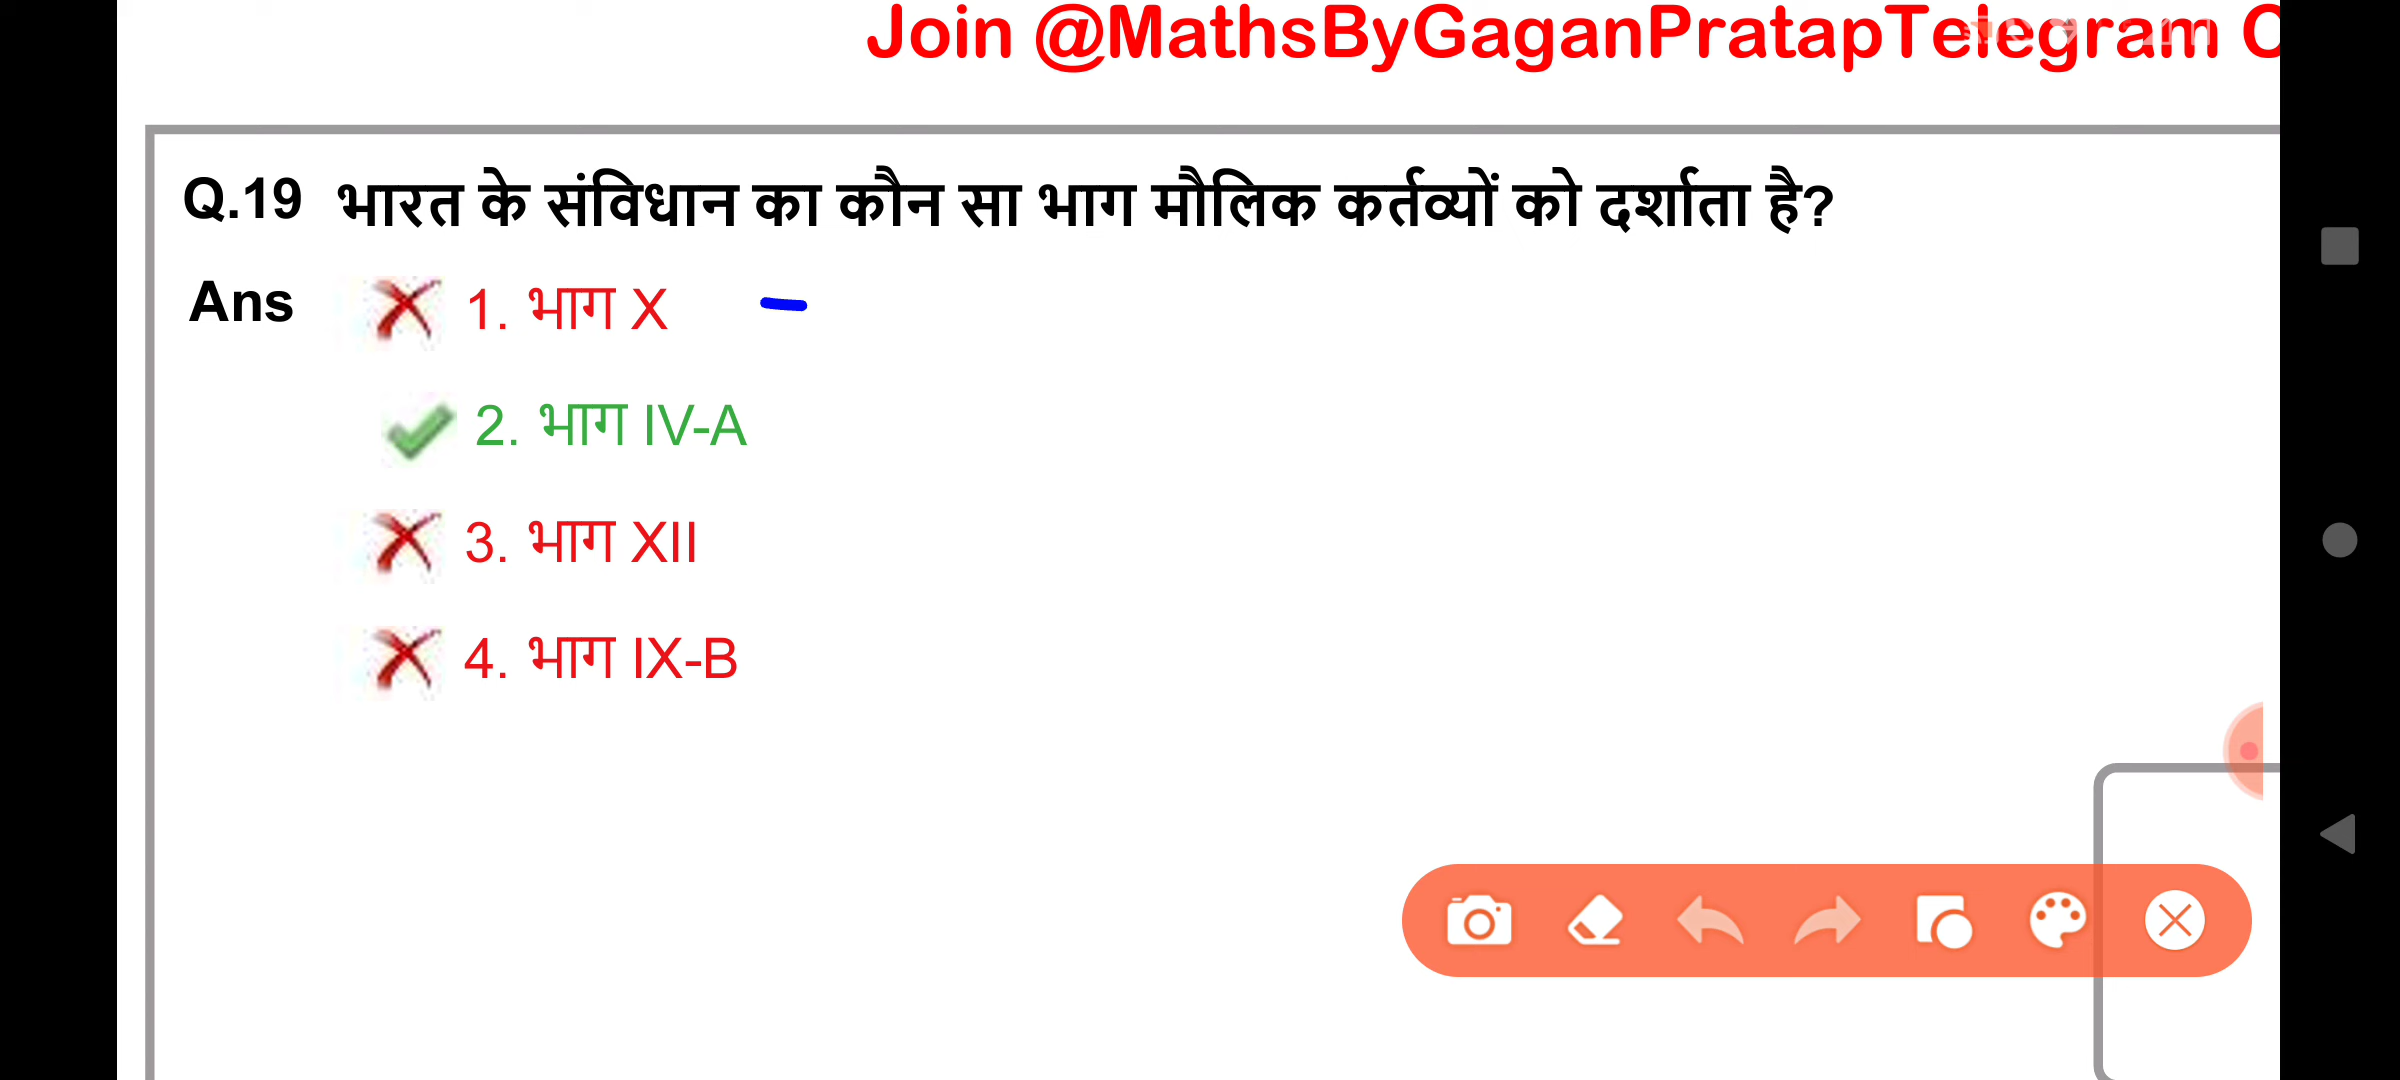 Join @MathsByGaganPratapTelegram C
Q.19 भारत के संविधान का कौन सा भाग मौलिक कर्तव्यों को दर्शाता है?
Ans 1. भाग X
2. भाग IV-A
3. भाग XII
4. भाग IX-B